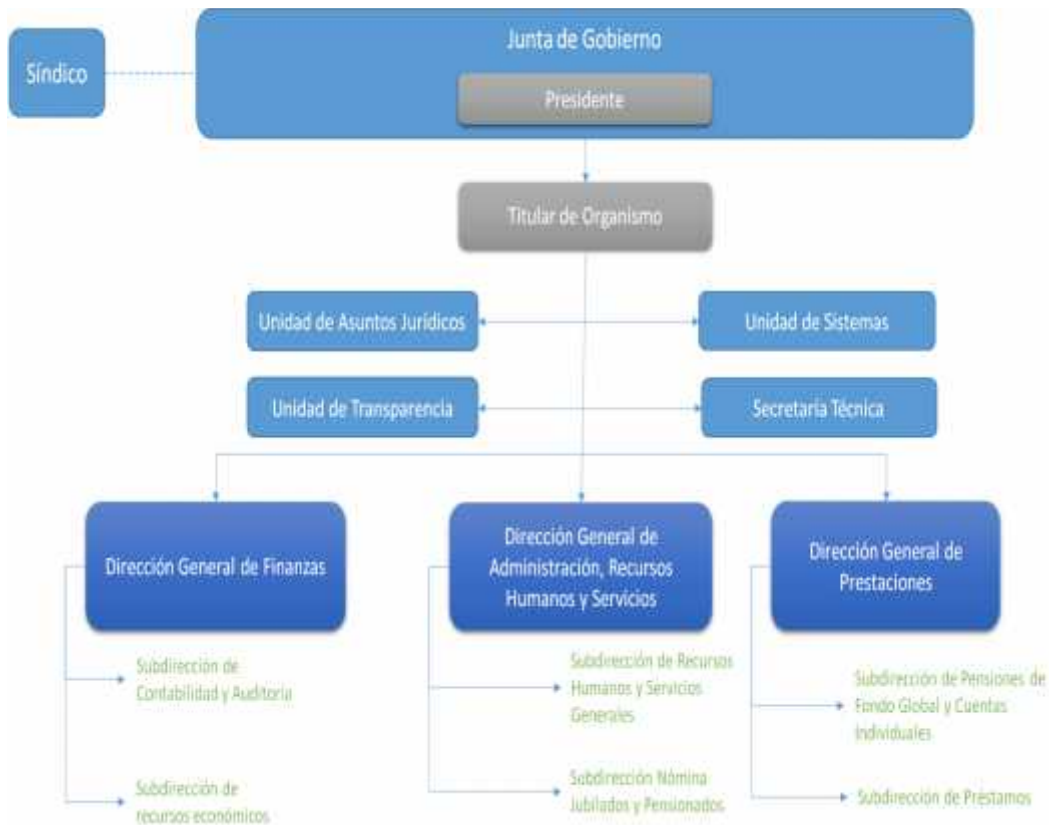 Junta de Gobierno
Síndico
Presidente
Titular de Organismo
Unidad de Asuntos Jurídicos
Unidad de Sistemas
Unidad de Transparencia
Secretaría Técnica
Dirección General de Finanzas
Dirección General de
Administración, Recursos
Humanos y Servicios
Dirección General de
Prestaciones
Subdirección de
Contabilidad y Auditoría
Subdirección de
recursos económicos
Subdirección de Recursos
Humanos y Servicios
Generales
Subdirección Nómina
Jubilados y Pensionados
Subdirección de Pensiones de
Fondo Global y Cuentas
Individuales
Subdirección de Préstamos